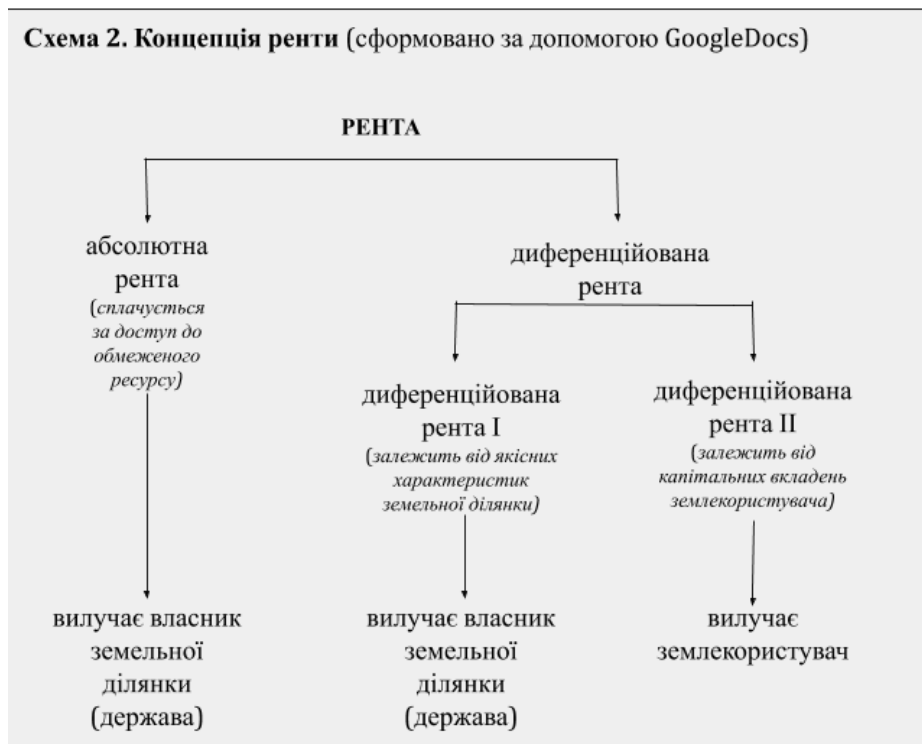 Схема 2. Концепція ренти (сформовано за допомогою GoogleDocs)
РЕНТА
абсолютна
рента
(сплачується
за доступ до
обмеженого
ресурсу)
диференційована
рента
диференційована
рента I
(залежить від якісних
характеристик
земельної ділянки)
диференційована
рента II
(залежить від
капітальних вкладень
землекористувача)
вилучає власник
земельної
ділянки
(держава)
вилучає власник
земельної
ділянки
(держава)
вилучає
землекористувач